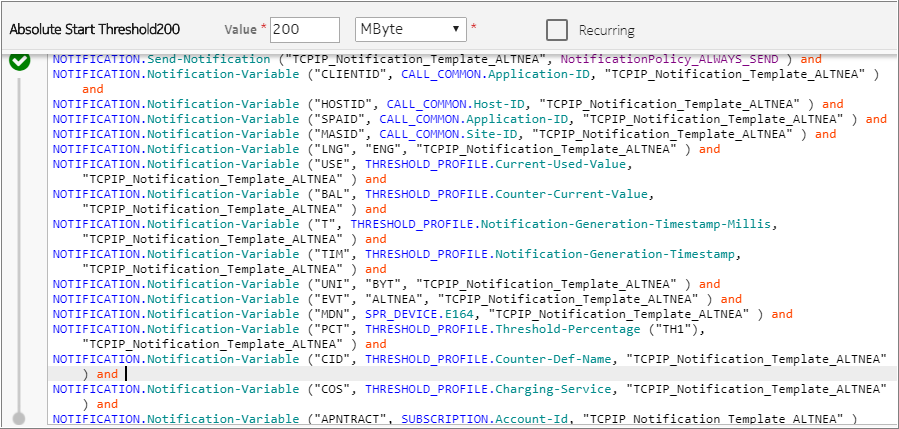 Absolute Start Threshold200 Value * 200 MByte * Recurring
NOTIFICATION.Send-Notification ("TCPIP_Notification_Template_ALTNEA", NotificationPolicy_ALWAYS_SEND ) and
NOTIFICATION.Notification-Variable ("CLIENTID", CALL_COMMON.Application-ID, "TCPIP_Notification_Template_ALTNEA" )
and
NOTIFICATION.Notification-Variable ("HOSTID", CALL_COMMON.Host-ID, "TCPIP_Notification_Template_ALTNEA" ) and
NOTIFICATION.Notification-Variable ("SPAID", CALL_COMMON.Application-ID, "TCPIP_Notification_Template_ALTNEA" ) and
NOTIFICATION.Notification-Variable ("MASID", CALL_COMMON.Site-ID, "TCPIP_Notification_Template_ALTNEA" ) and
NOTIFICATION.Notification-Variable ("LNG", "ENG", "TCPIP_Notification_Template_ALTNEA" ) and
NOTIFICATION.Notification-Variable ("USE", THRESHOLD_PROFILE.Current-Used-Value,
"TCPIP_Notification_Template_ALTNEA" ) and
NOTIFICATION.Notification-Variable ("BAL", THRESHOLD_PROFILE.Counter-Current-Value,
"TCPIP_Notification_Template_ALTNEA" ) and
NOTIFICATION.Notification-Variable ("T", THRESHOLD_PROFILE.Notification-Generation-Timestamp-Millis,
"TCPIP_Notification_Template_ALTNEA" ) and
NOTIFICATION.Notification-Variable ("TIM", THRESHOLD_PROFILE.Notification-Generation-Timestamp,
"TCPIP_Notification_Template_ALTNEA" ) and
NOTIFICATION.Notification-Variable ("UNI", "BYT", "TCPIP_Notification_Template_ALTNEA" ) and
NOTIFICATION.Notification-Variable ("EVT", "ALTNEA", "TCPIP_Notification_Template_ALTNEA" ) and
NOTIFICATION.Notification-Variable ("MDN", SPR_DEVICE.E164, "TCPIP_Notification_Template_ALTNEA" ) and
NOTIFICATION.Notification-Variable ("PCT", THRESHOLD_PROFILE.Threshold-Percentage ("TH1"),
"TCPIP_Notification_Template_ALTNEA" ) and
NOTIFICATION.Notification-Variable ("CID", THRESHOLD_PROFILE.Counter-Def-Name, "TCPIP_Notification_Template_ALTNEA"
) and
NOTIFICATION.Notification-Variable ("COS", THRESHOLD_PROFILE.Charging-Service, "TCPIP_Notification_Template_ALTNEA"
) and
NOTIFICATION.Notification-Variable ("APNTRACT", SUBSCRIPTION.Account-Id, "TCPIP_Notification_Template_ALTNEA" )